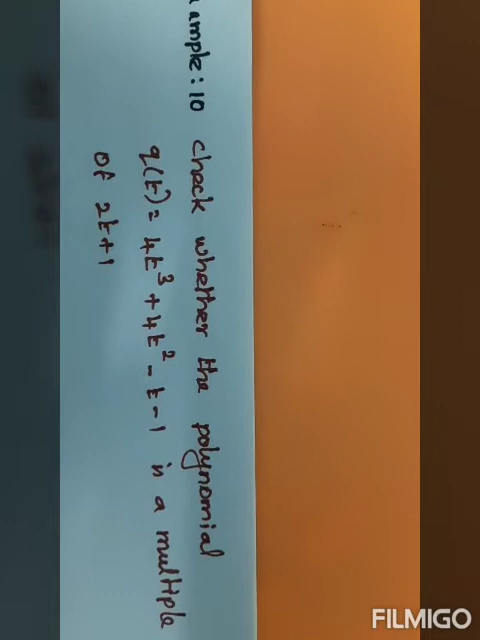 ample: 10 check whether the polynomial
q(t) = 4t³ + 4t² - t - 1 is a multiple
of 2t+1
FILMIGO